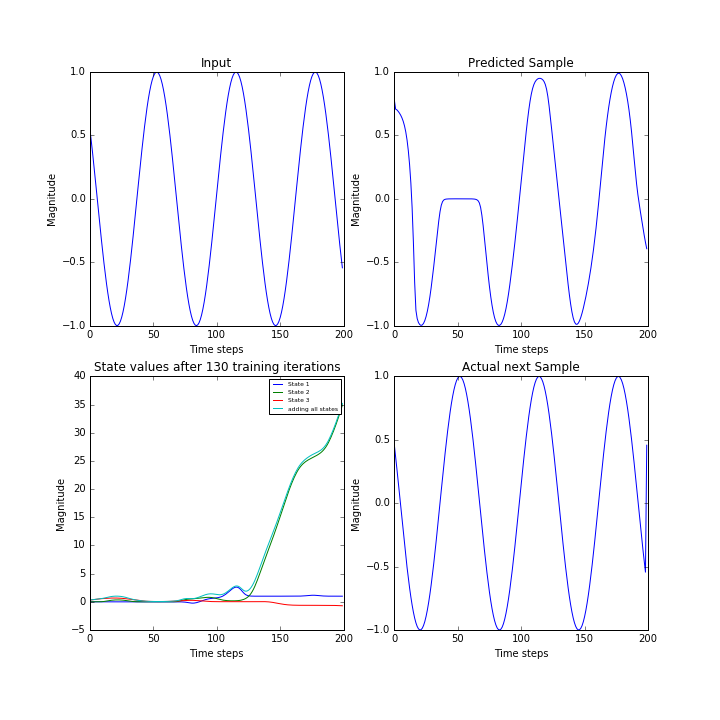 Input
1.0
0.5
0.0
−0.5
−1.0
Magnitude
0
50
100
150
200
Time steps
Predicted Sample
1.0
0.5
0.0
−0.5
−1.0
Magnitude
0
50
100
150
200
Time steps
State values after 130 training iterations
40
35
30
25
20
15
10
5
0
−5
Magnitude
State 1
State 2
State 3
adding all states
0
50
100
150
200
Time steps
Actual next Sample
1.0
0.5
0.0
−0.5
−1.0
Magnitude
0
50
100
150
200
Time steps